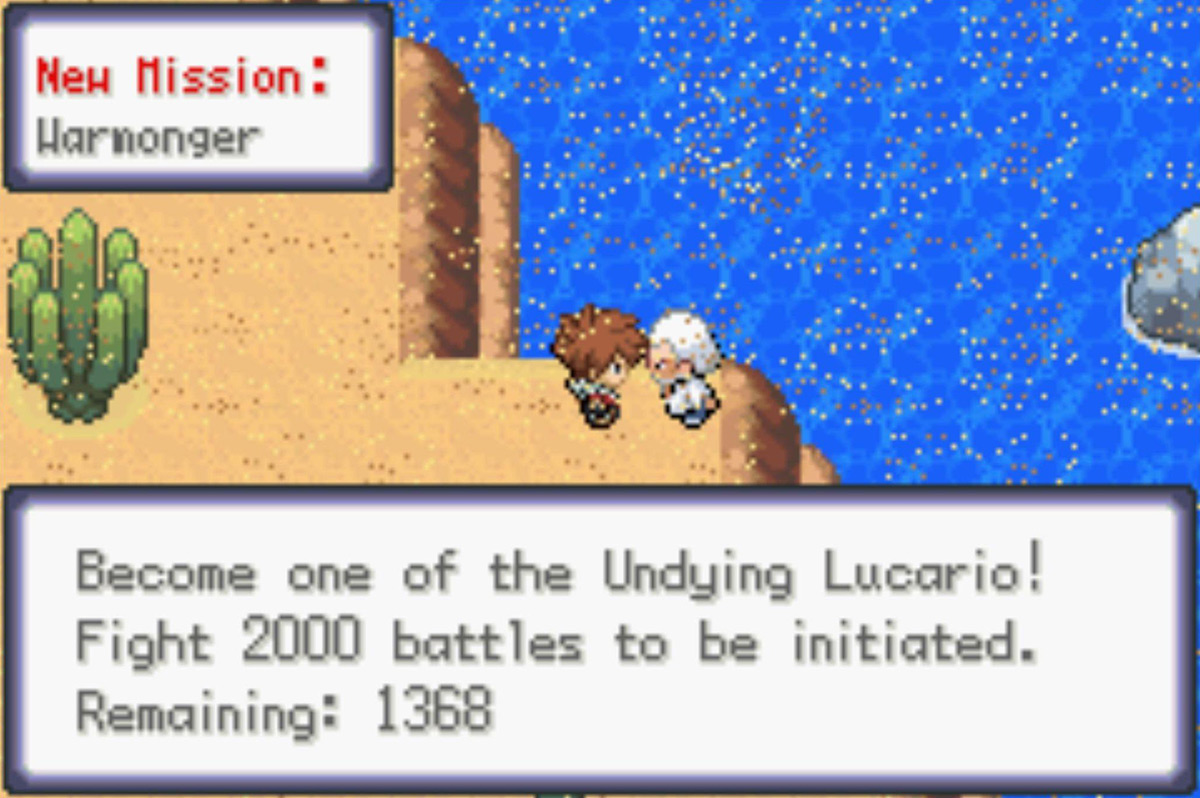 New Mission:
Warmonger
Become one of the Undying Lucario!
Fight 2000 battles to be initiated.
Remaining: 1368